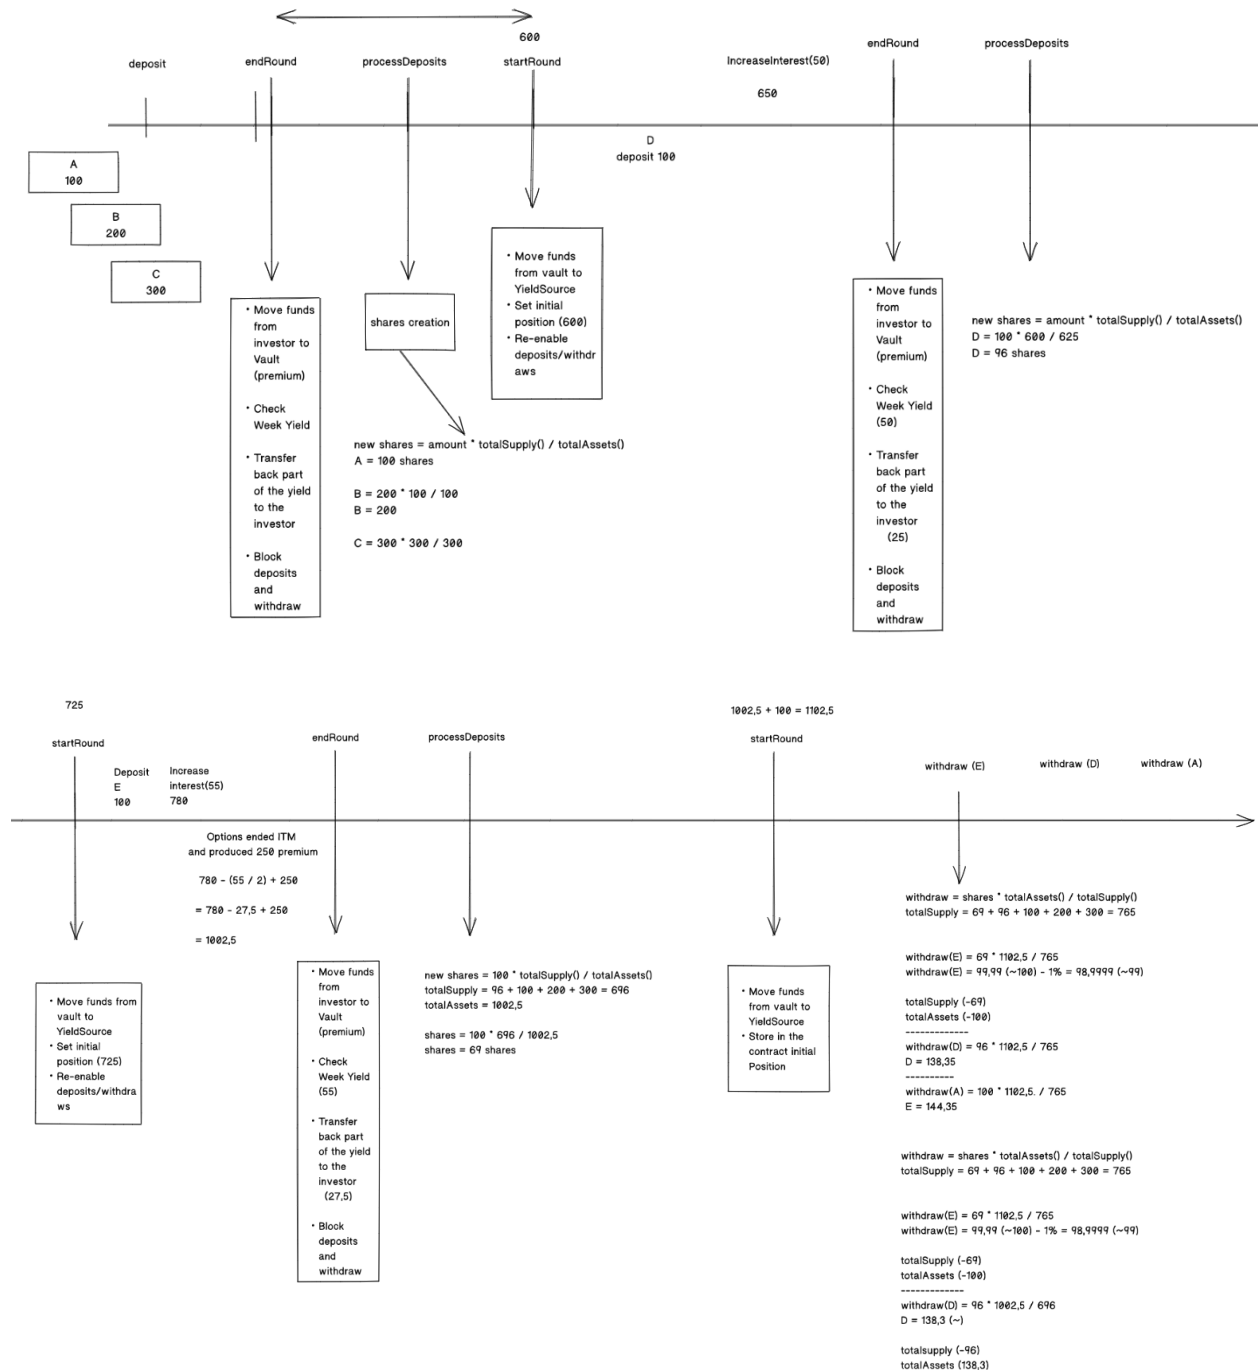 600
deposit
endRound
processDeposits
startRound
IncreaseInterest(50)
650
endRound
processDeposits
D
deposit 100
A
100
B
200
C
300
• Move funds
from
investor to
Vault
(premium)
• Check
Week Yield
• Transfer
back part
of the yield
to the
investor
• Block
deposits
and
withdraw
shares creation
new shares = amount * totalSupply() / totalAssets()
A = 100 shares
B = 200 * 100 / 100
B = 200
C = 300 * 300 / 300
• Move funds
from vault to
YieldSource
• Set initial
position (600)
• Re-enable
deposits/withdr
aws
• Move funds
from
investor to
Vault
(premium)
• Check
Week Yield
(50)
• Transfer
back part
of the yield
to the
investor
(25)
• Block
deposits
and
withdraw
new shares = amount * totalSupply() / totalAssets()
D = 100 * 600 / 625
D = 96 shares
725
startRound
Deposit
E
100
Increase
interest(55)
780
endRound
processDeposits
1002,5 + 100 = 1102,5
startRound
withdraw (E)
withdraw (D)
withdraw (A)
Options ended ITM
and produced 250 premium
780 - (55 / 2) + 250
= 780 - 27,5 + 250
= 1002,5
• Move funds from
vault to
YieldSource
• Set initial
position (725)
• Re-enable
deposits/withdra
ws
• Move funds
from
investor to
Vault
(premium)
• Check
Week Yield
(55)
• Transfer
back part
of the yield
to the
investor
(27,5)
• Block
deposits
and
withdraw
new shares = 100 * totalSupply() / totalAssets()
totalSupply = 96 + 100 + 200 + 300 = 696
totalAssets = 1002,5
shares = 100 * 696 / 1002,5
shares = 69 shares
• Move funds
from vault to
YieldSource
• Store in the
contract initial
Position
withdraw = shares * totalAssets() / totalSupply()
totalSupply = 69 + 96 + 100 + 200 + 300 = 765
withdraw(E) = 69 * 1102,5 / 765
withdraw(E) = 99,99 (~100) - 1% = 98,9999 (~99)
totalSupply (-69)
totalAssets (-100)
-------------
withdraw(D) = 96 * 1102,5 / 765
D = 138,35
----------
withdraw(A) = 100 * 1102,5. / 765
E = 144,35
withdraw = shares * totalAssets() / totalSupply()
totalSupply = 69 + 96 + 100 + 200 + 300 = 765
withdraw(E) = 69 * 1102,5 / 765
withdraw(E) = 99,99 (~100) - 1% = 98,9999 (~99)
totalSupply (-69)
totalAssets (-100)
-------------
withdraw(D) = 96 * 1002,5 / 696
D = 138,3 (~)
totalsupply (-96)
totalAssets (138,3)